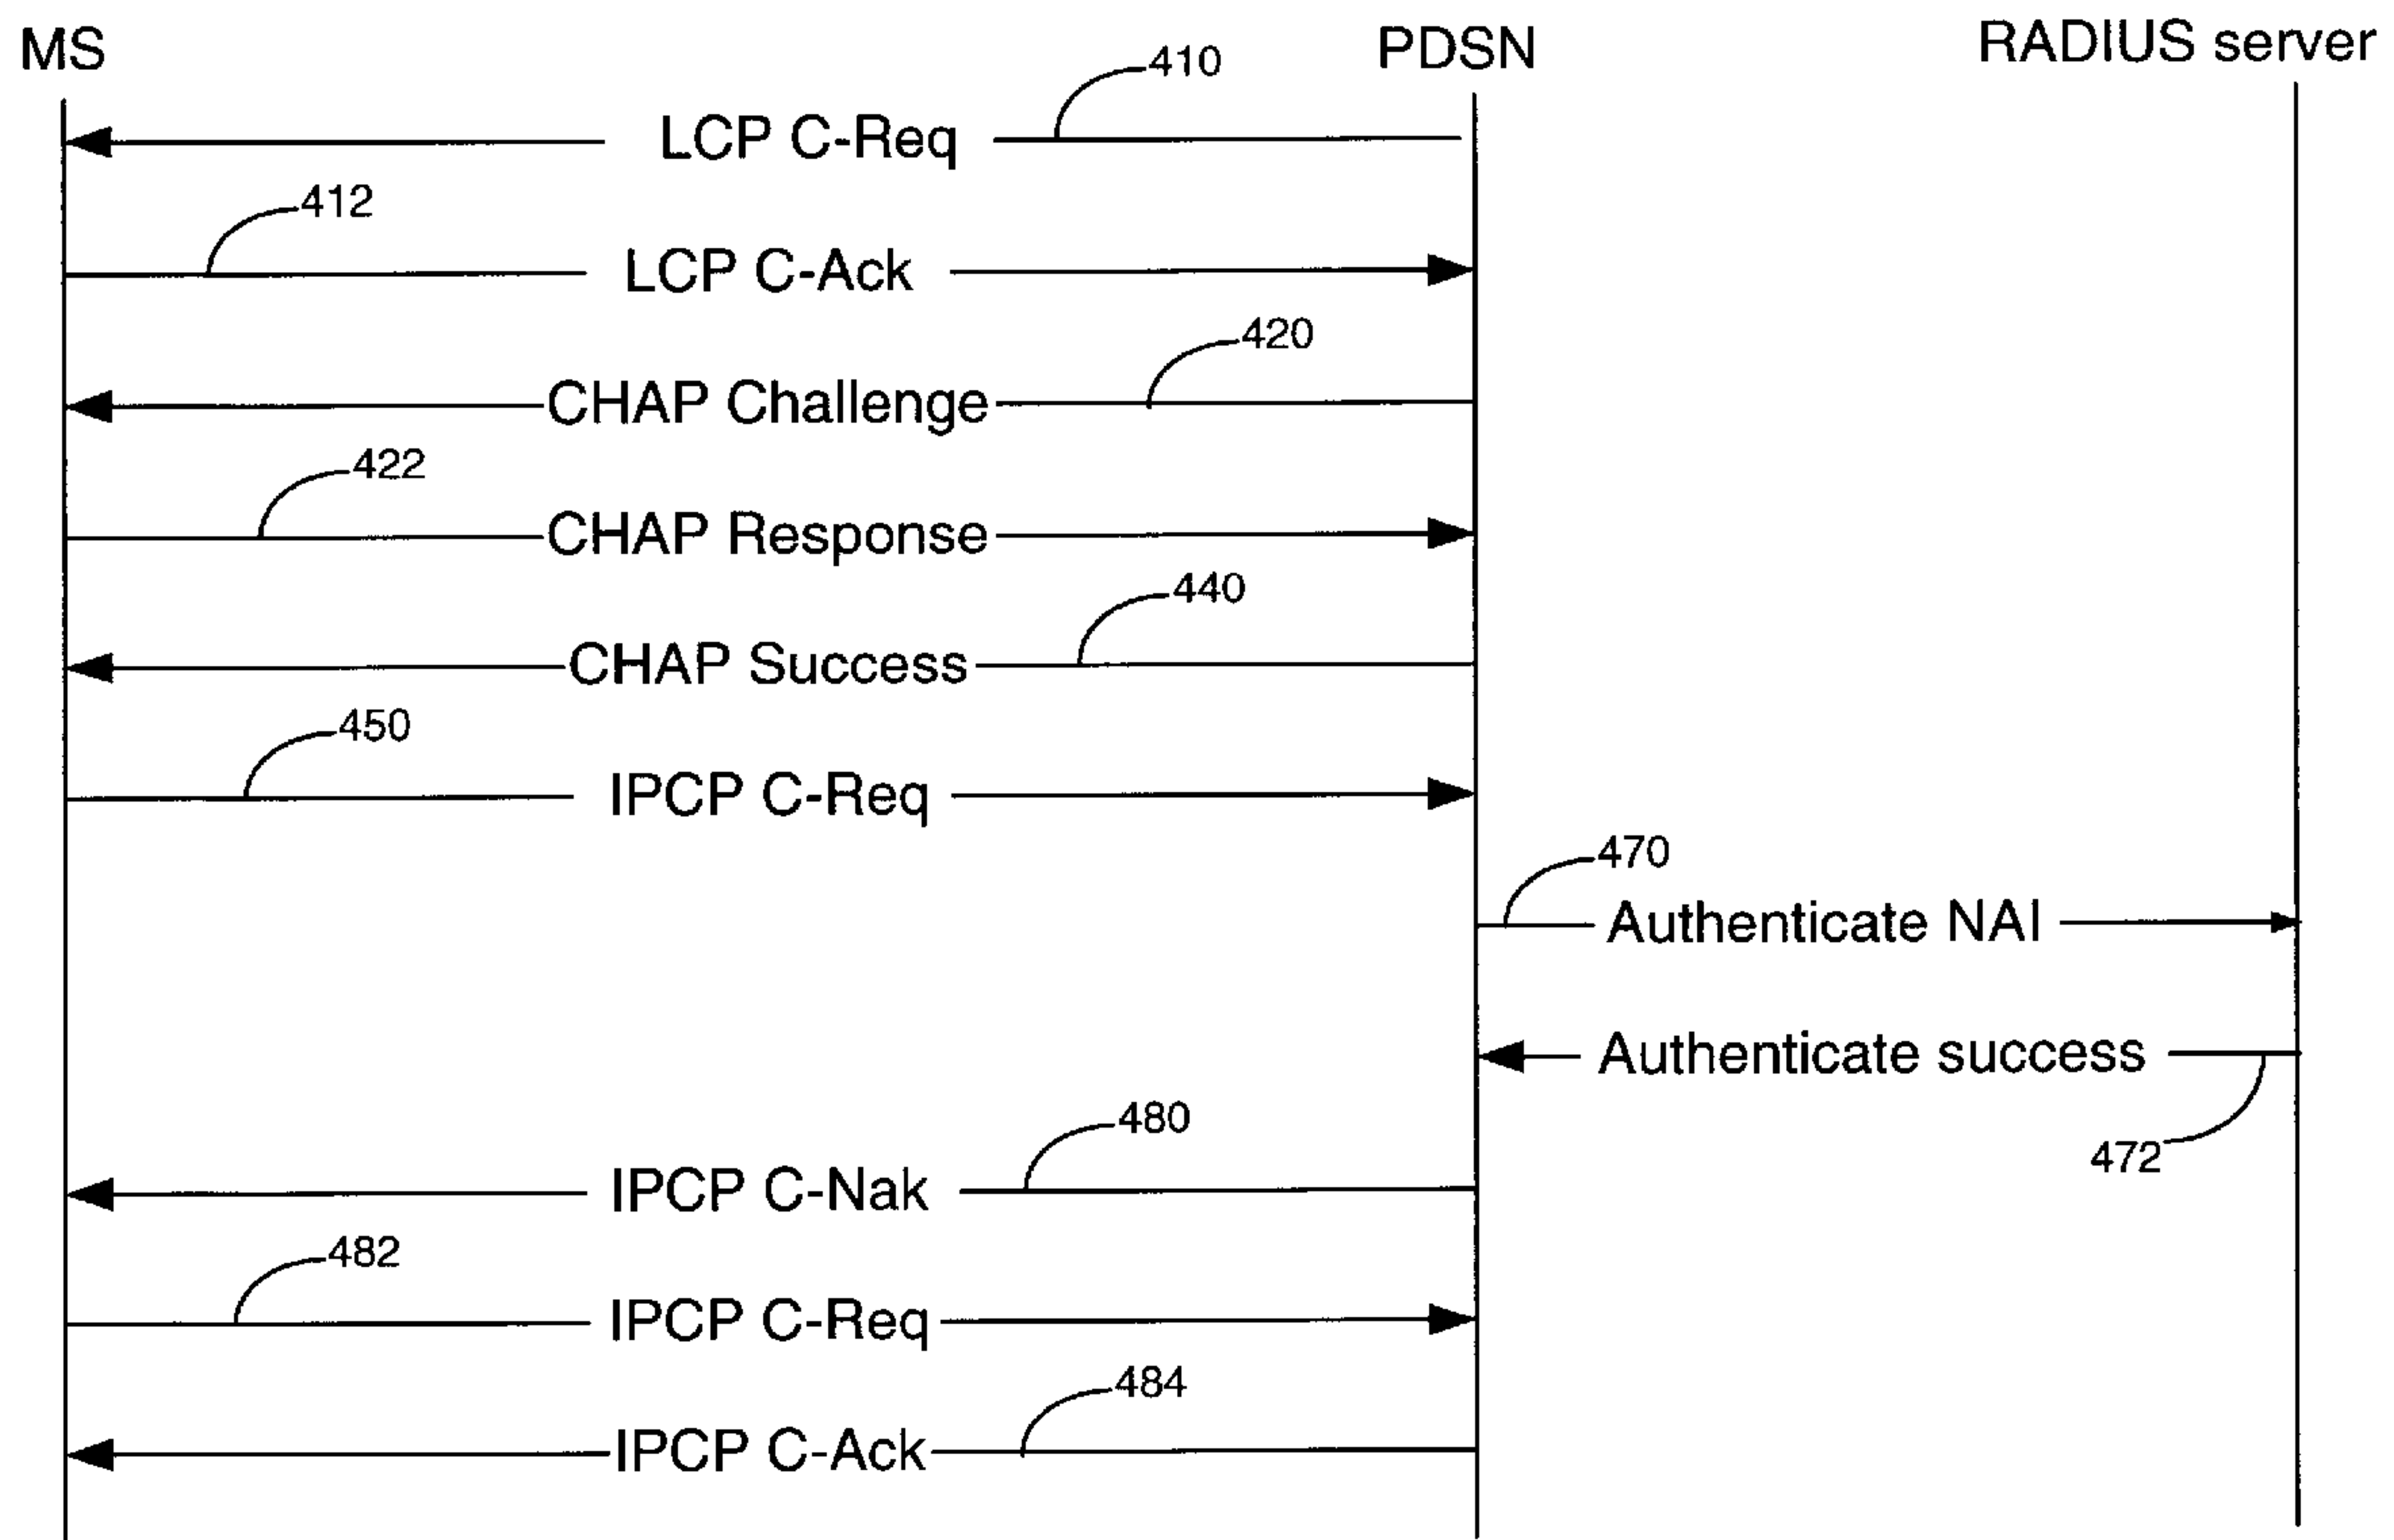 MS
PDSN
RADIUS server
410
LCP C-Req
412
LCP C-Ack
420
CHAP Challenge
422
CHAP Response
440
CHAP Success
450
IPCP C-Req
470
Authenticate NAI
Authenticate success
472
480
IPCP C-Nak
482
IPCP C-Req
484
IPCP C-Ack